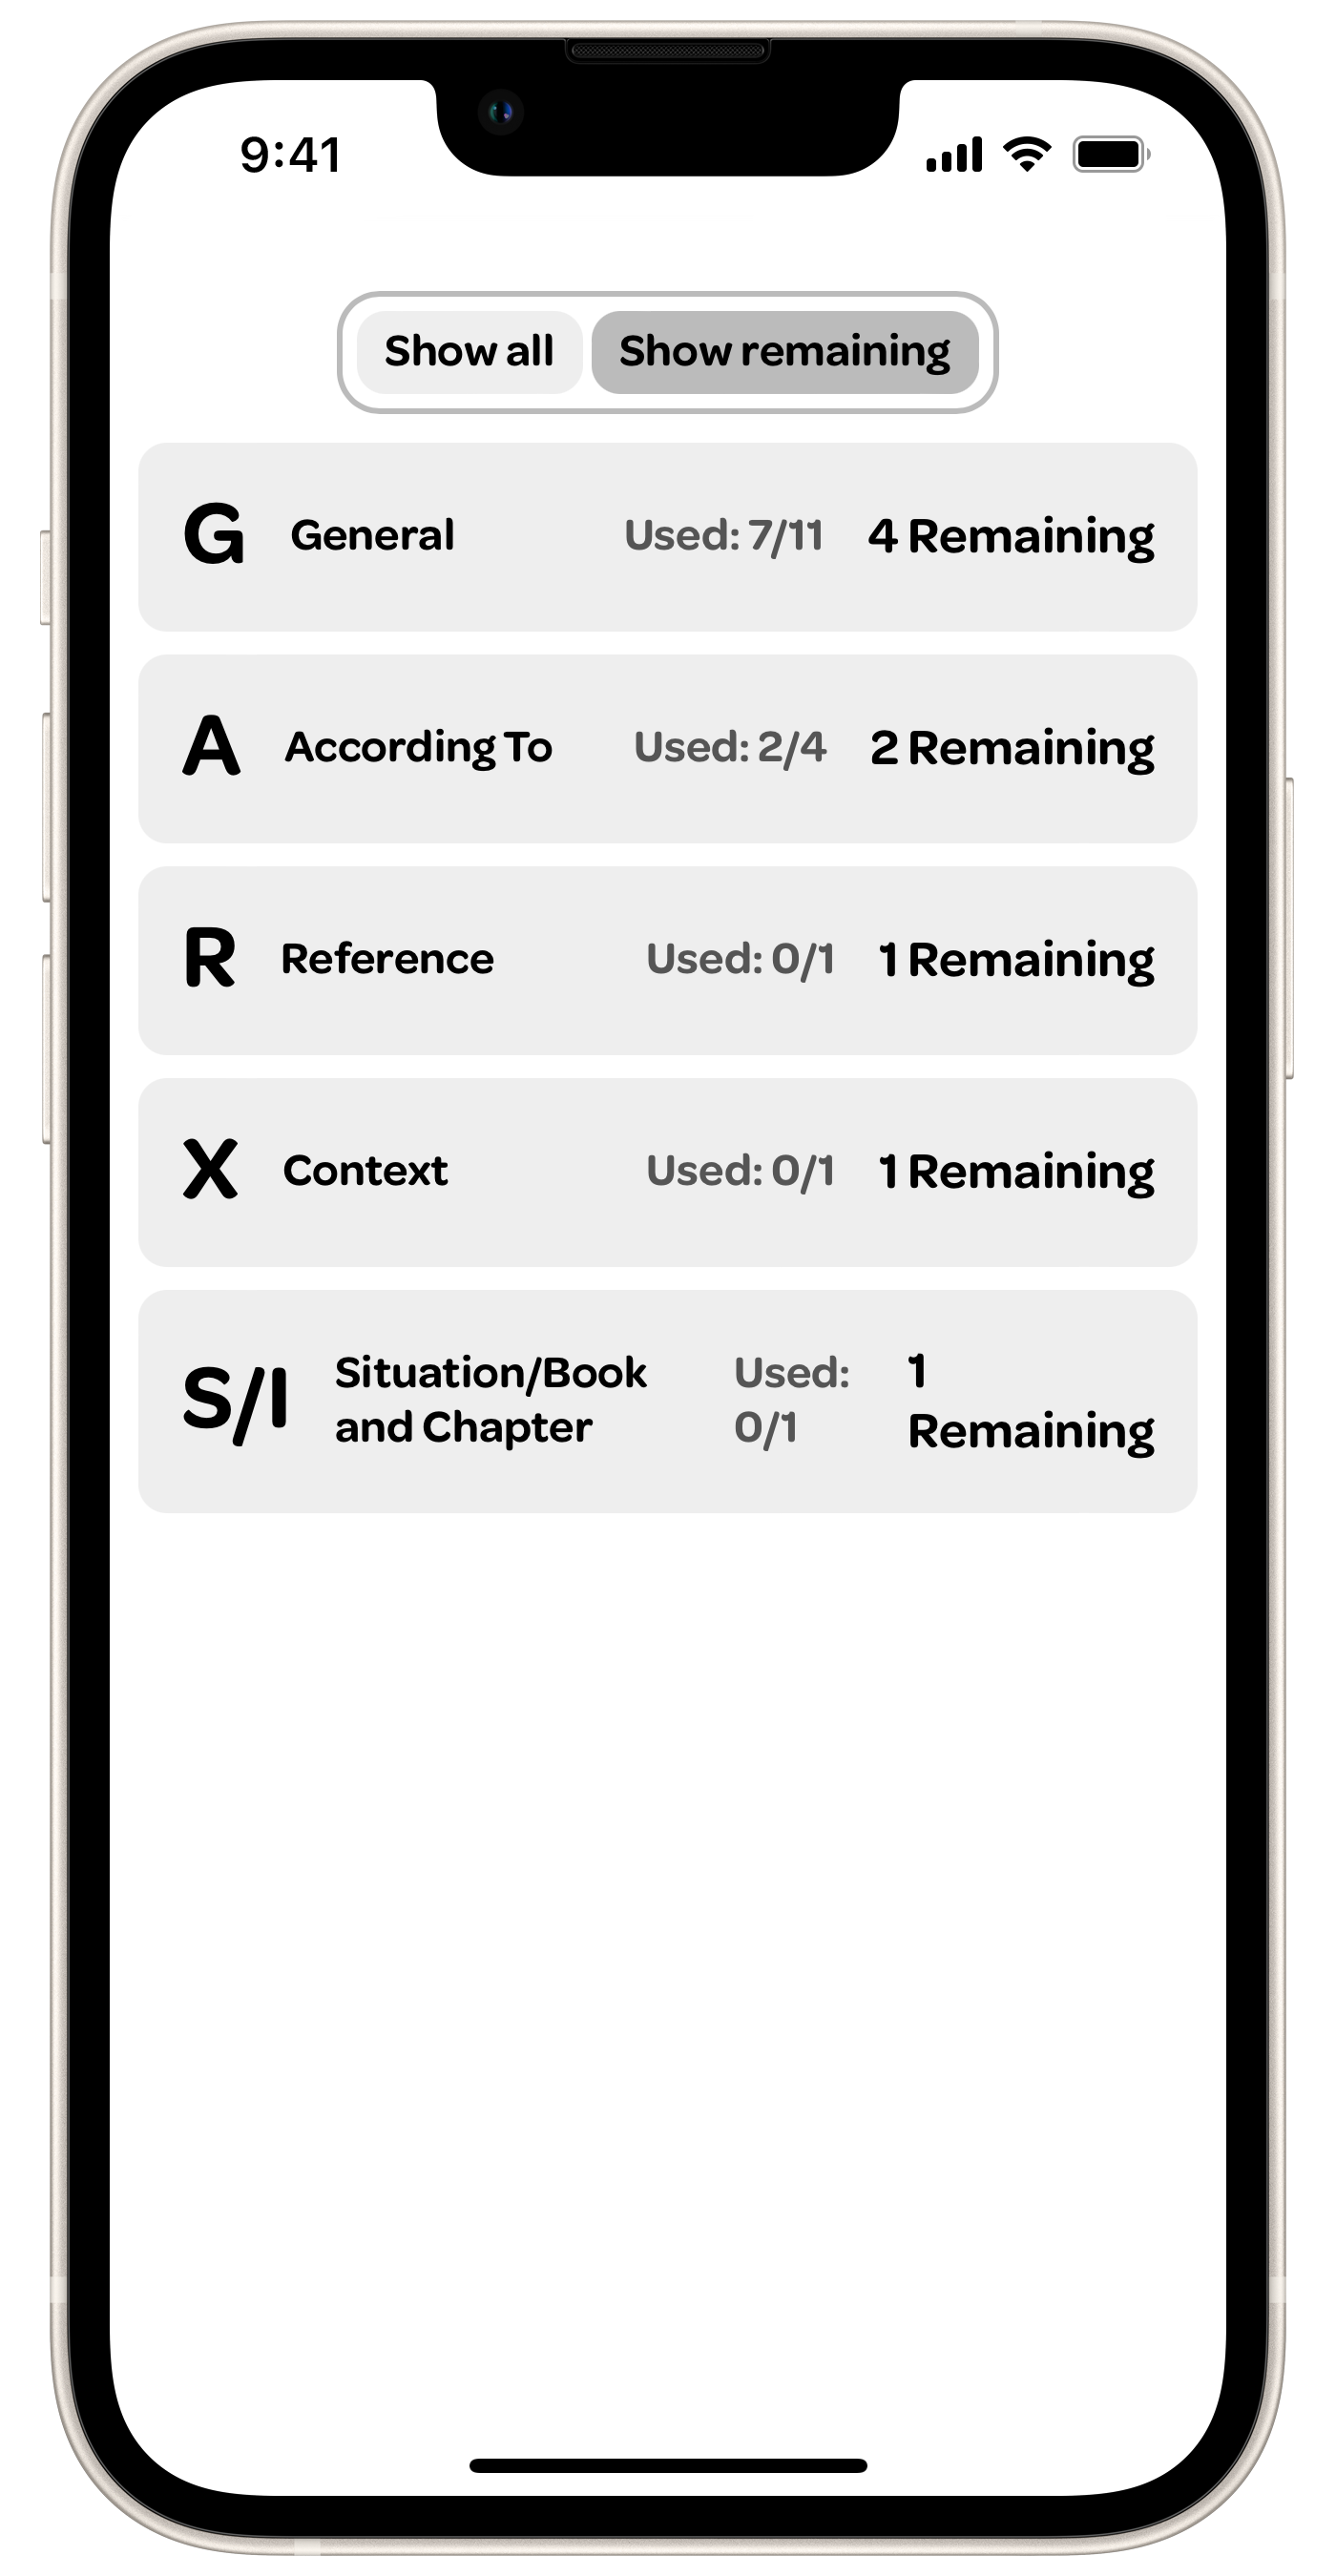 9:41
Show all Show remaining
G General Used: 7/11 4 Remaining
A According To Used: 2/4 2 Remaining
R Reference Used: 0/1 1 Remaining
X Context Used: 0/1 1 Remaining
S/I Situation/Book Used: 1
and Chapter 0/1 Remaining